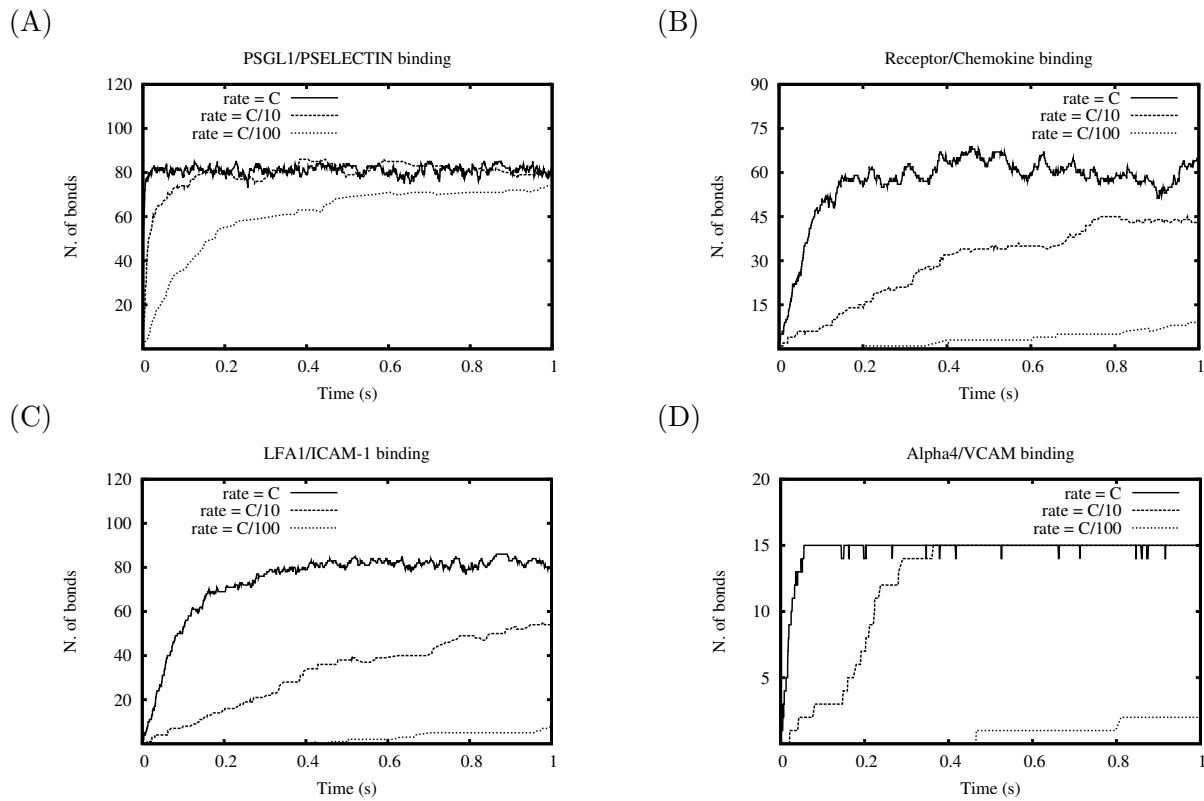 (A)
PSGL1/PSELECTIN binding
120
100
80
60
40
20
N. of bonds
rate = C
rate = C/10
rate = C/100
0 0.2 0.4 0.6 0.8 1
Time (s)
(B)
Receptor/Chemokine binding
90
75
60
45
30
15
N. of bonds
rate = C
rate = C/10
rate = C/100
0 0.2 0.4 0.6 0.8 1
Time (s)
(C)
LFA1/ICAM-1 binding
120
100
80
60
40
20
N. of bonds
rate = C
rate = C/10
rate = C/100
0 0.2 0.4 0.6 0.8 1
Time (s)
(D)
Alpha4/VCAM binding
20
15
10
5
N. of bonds
rate = C
rate = C/10
rate = C/100
0 0.2 0.4 0.6 0.8 1
Time (s)